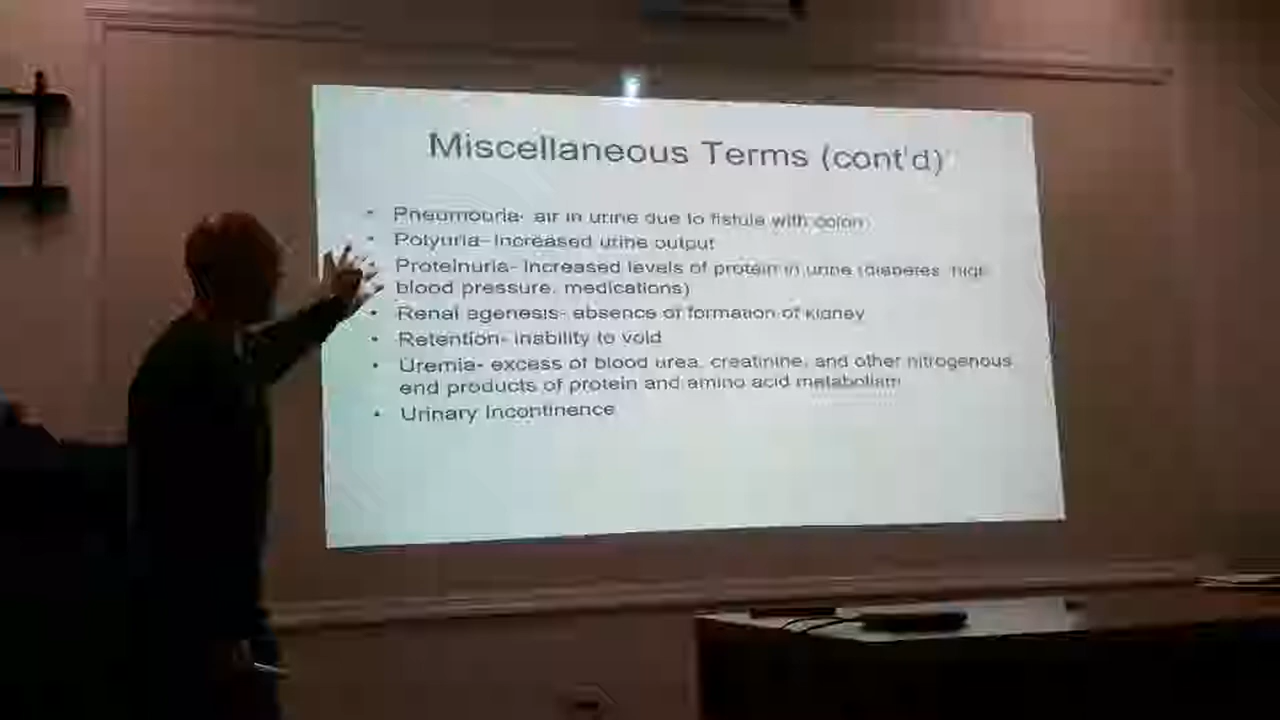 Miscellaneous Terms (cont'd)
• Pneumouria- air in urine due to fistula with colon
• Polyuria- increased urine output
• Proteinuria- increased levels of protein in urine (diabetes, high
blood pressure, medications)
• Renal agenesis- absence of formation of kidney
• Retention- inability to void
• Uremia- excess of blood urea, creatinine, and other nitrogenous
end products of protein and amino acid metabolism
• Urinary Incontinence